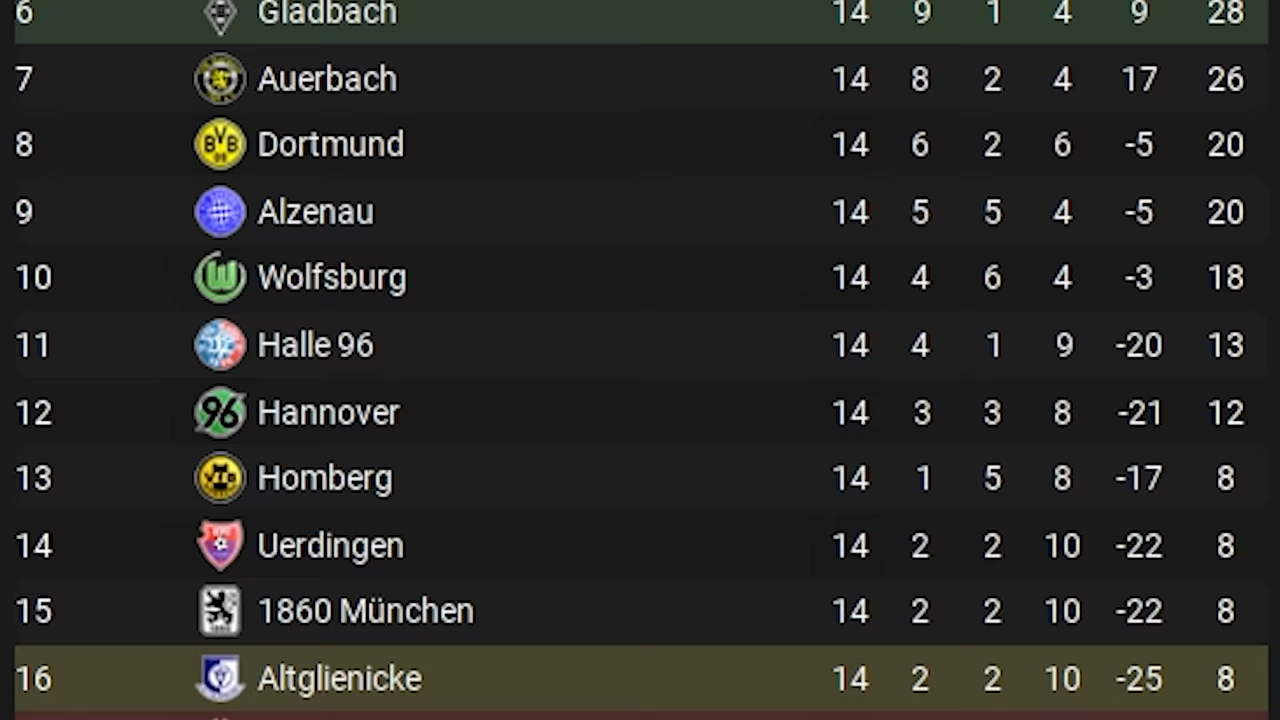 6 Gladbach 14 9 1 4 9 28
7 Auerbach 14 8 2 4 17 26
8 BVB 09 Dortmund 14 6 2 6 -5 20
9 Alzenau 14 5 5 4 -5 20
10 W Wolfsburg 14 4 6 4 -3 18
11 Halle 96 14 4 1 9 -20 13
12 96 Hannover 14 3 3 8 -21 12
13 Homberg 14 1 5 8 -17 8
14 Uerdingen 14 2 2 10 -22 8
15 1860 München 14 2 2 10 -22 8
16 Altglienicke 14 2 2 10 -25 8